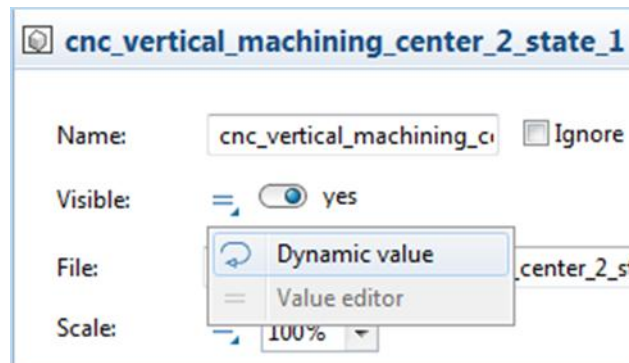 cnc_vertical_machining_center_2_state_1
Name: cnc_vertical_machining_c Ignore
Visible: = yes
Dynamic value
File: _center_2_s
= Value editor
Scale: = 100%